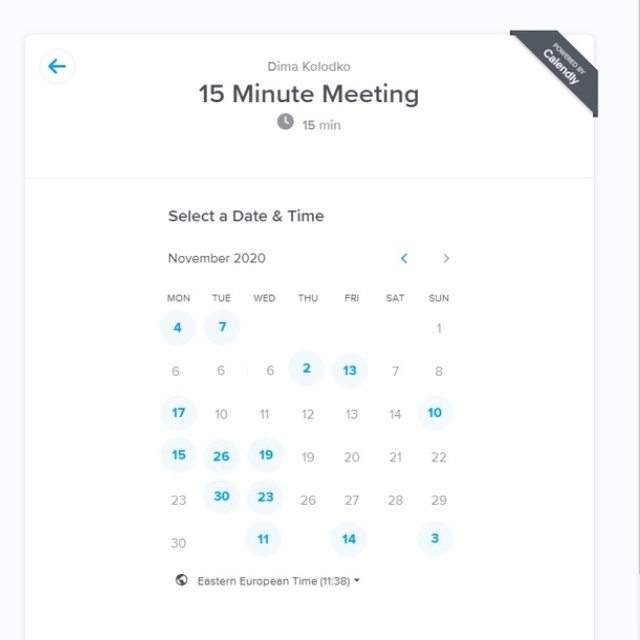 POWERED BY
Calendly
Dima Kolodko
15 Minute Meeting
15 min
Select a Date & Time
November 2020
MON TUE WED THU FRI SAT SUN
4 7 1
6 6 6 2 13 7 8
17 10 11 12 13 14 10
15 26 19 19 20 21 22
23 30 23 26 27 28 29
30 11 14 3
Eastern European Time (11:38)